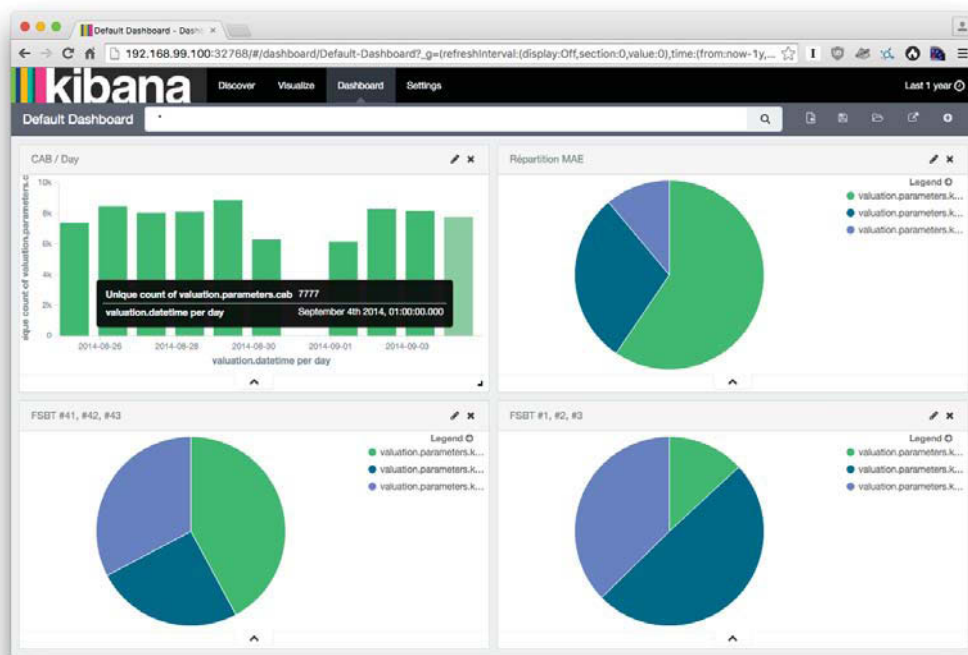 Default Dashboard - Dash
192.168.99.100:32768/#/dashboard/Default-Dashboard?_g=(refreshInterval:(display:Off,section:0,value:0),time:(from:now-1y,...
kibana Discover Visualize Dashboard Settings Last 1 year
Default Dashboard *
CAB / Day
ique count of valuation.parameters.c
10k
8k
6k
4k
2k
0
Unique count of valuation.parameters.cab 7777
valuation.datetime per day September 4th 2014, 01:00:00.000
2014-08-26 2014-08-28 2014-08-30 2014-09-01 2014-09-03
valuation.datetime per day
Répartition MAE
Legend
valuation.parameters.k...
valuation.parameters.k...
valuation.parameters.k...
FSBT #41, #42, #43
Legend
valuation.parameters.k...
valuation.parameters.k...
valuation.parameters.k...
FSBT #1, #2, #3
Legend
valuation.parameters.k...
valuation.parameters.k...
valuation.parameters.k...